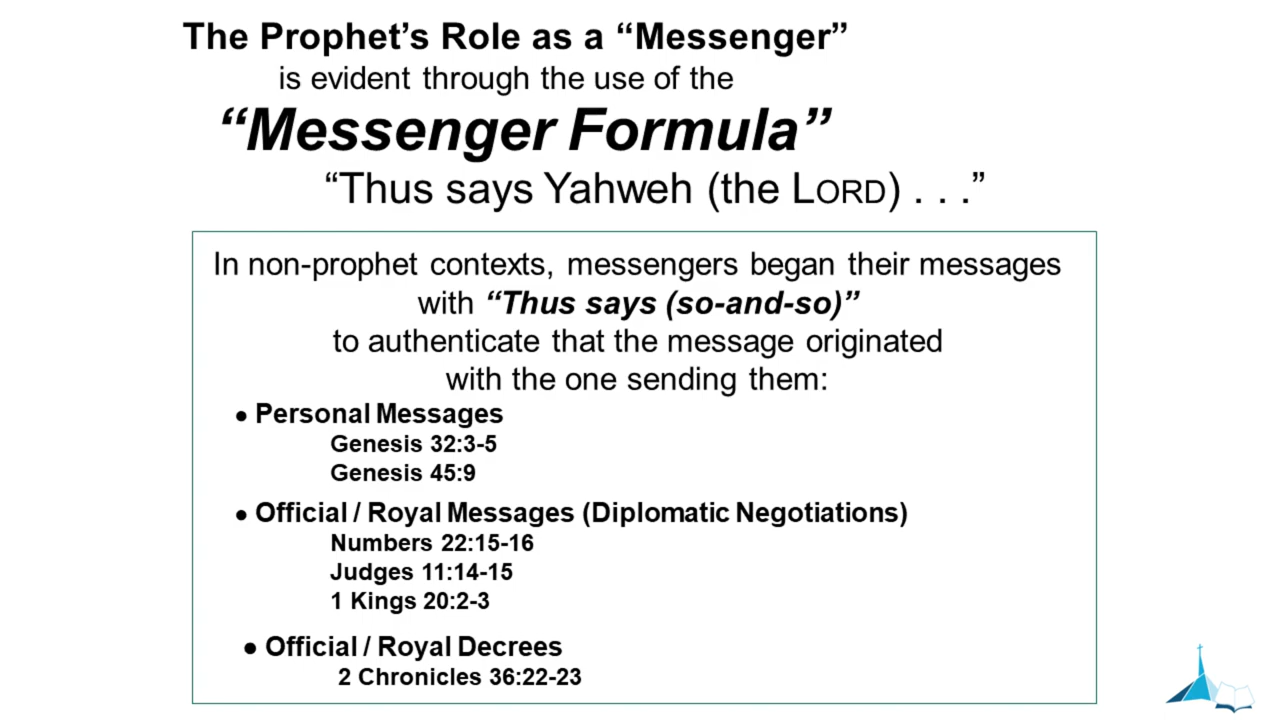 The Prophet’s Role as a “Messenger”
is evident through the use of the
“Messenger Formula”
“Thus says Yahweh (the LORD) . . .”
In non-prophet contexts, messengers began their messages
with “Thus says (so-and-so)”
to authenticate that the message originated
with the one sending them:
● Personal Messages
Genesis 32:3-5
Genesis 45:9
● Official / Royal Messages (Diplomatic Negotiations)
Numbers 22:15-16
Judges 11:14-15
1 Kings 20:2-3
● Official / Royal Decrees
2 Chronicles 36:22-23